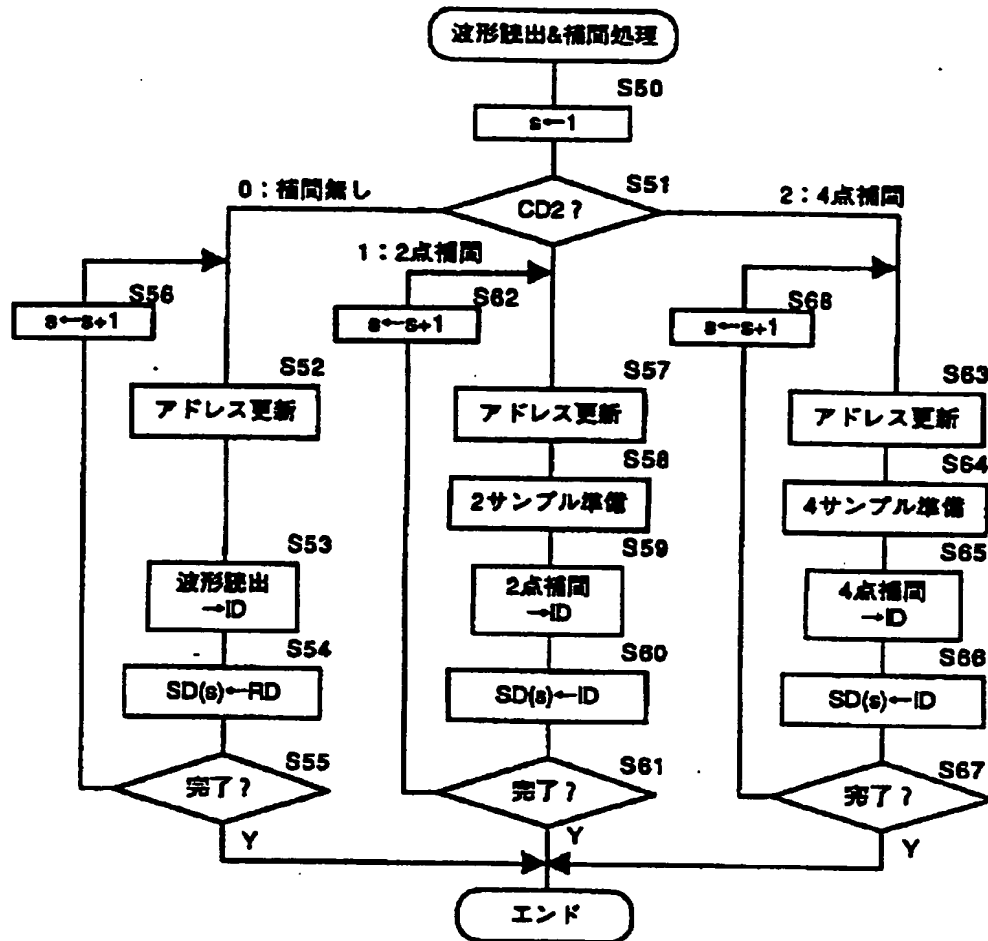 波形読出&補間処理
S50
s←1
S51
CD2?
0:補間無し
1:2点補間
2:4点補間
S56
s←s+1
S62
s←s+1
S68
s←s+1
S52
アドレス更新
S57
アドレス更新
S63
アドレス更新
S58
2サンプル準備
S64
4サンプル準備
S53
波形読出
→ID
S59
2点補間
→ID
S65
4点補間
→ID
S54
SD(s)←RD
S60
SD(s)←ID
S66
SD(s)←ID
S55
完了?
S61
完了?
S67
完了?
Y
Y
Y
エンド